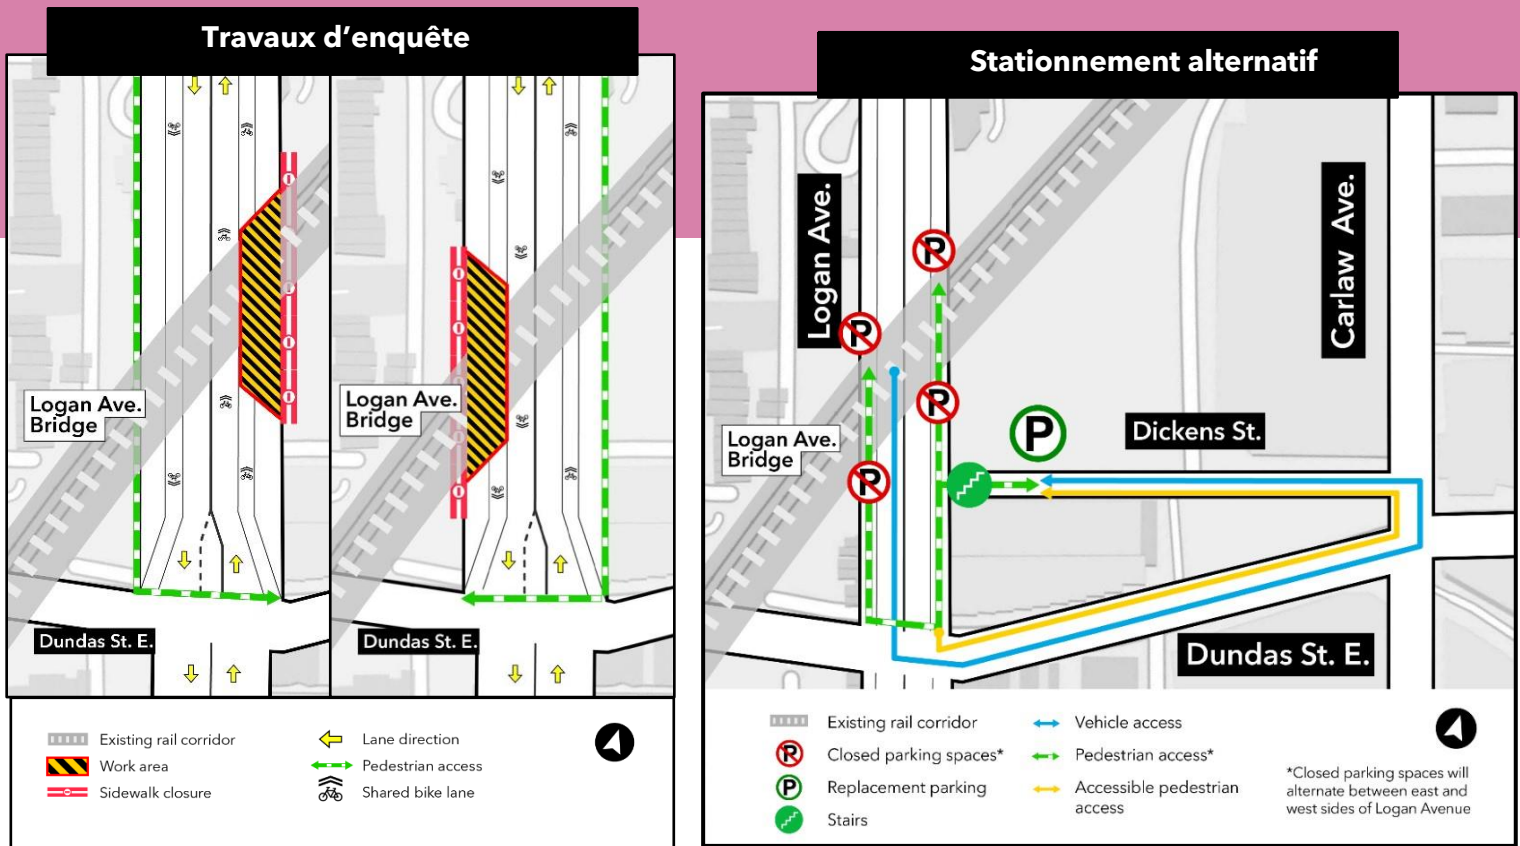 Travaux d’enquête
Logan Ave.
Bridge
Dundas St. E.
Logan Ave.
Bridge
Dundas St. E.
Existing rail corridor
Work area
Sidewalk closure
Lane direction
Pedestrian access
Shared bike lane
Stationnement alternatif
Logan Ave.
Carlaw Ave.
P
P
P
P
P
Logan Ave.
Bridge
Dickens St.
Dundas St. E.
Existing rail corridor
P Closed parking spaces*
P Replacement parking
Stairs
Vehicle access
Pedestrian access*
Accessible pedestrian
access
*Closed parking spaces will
alternate between east and
west sides of Logan Avenue